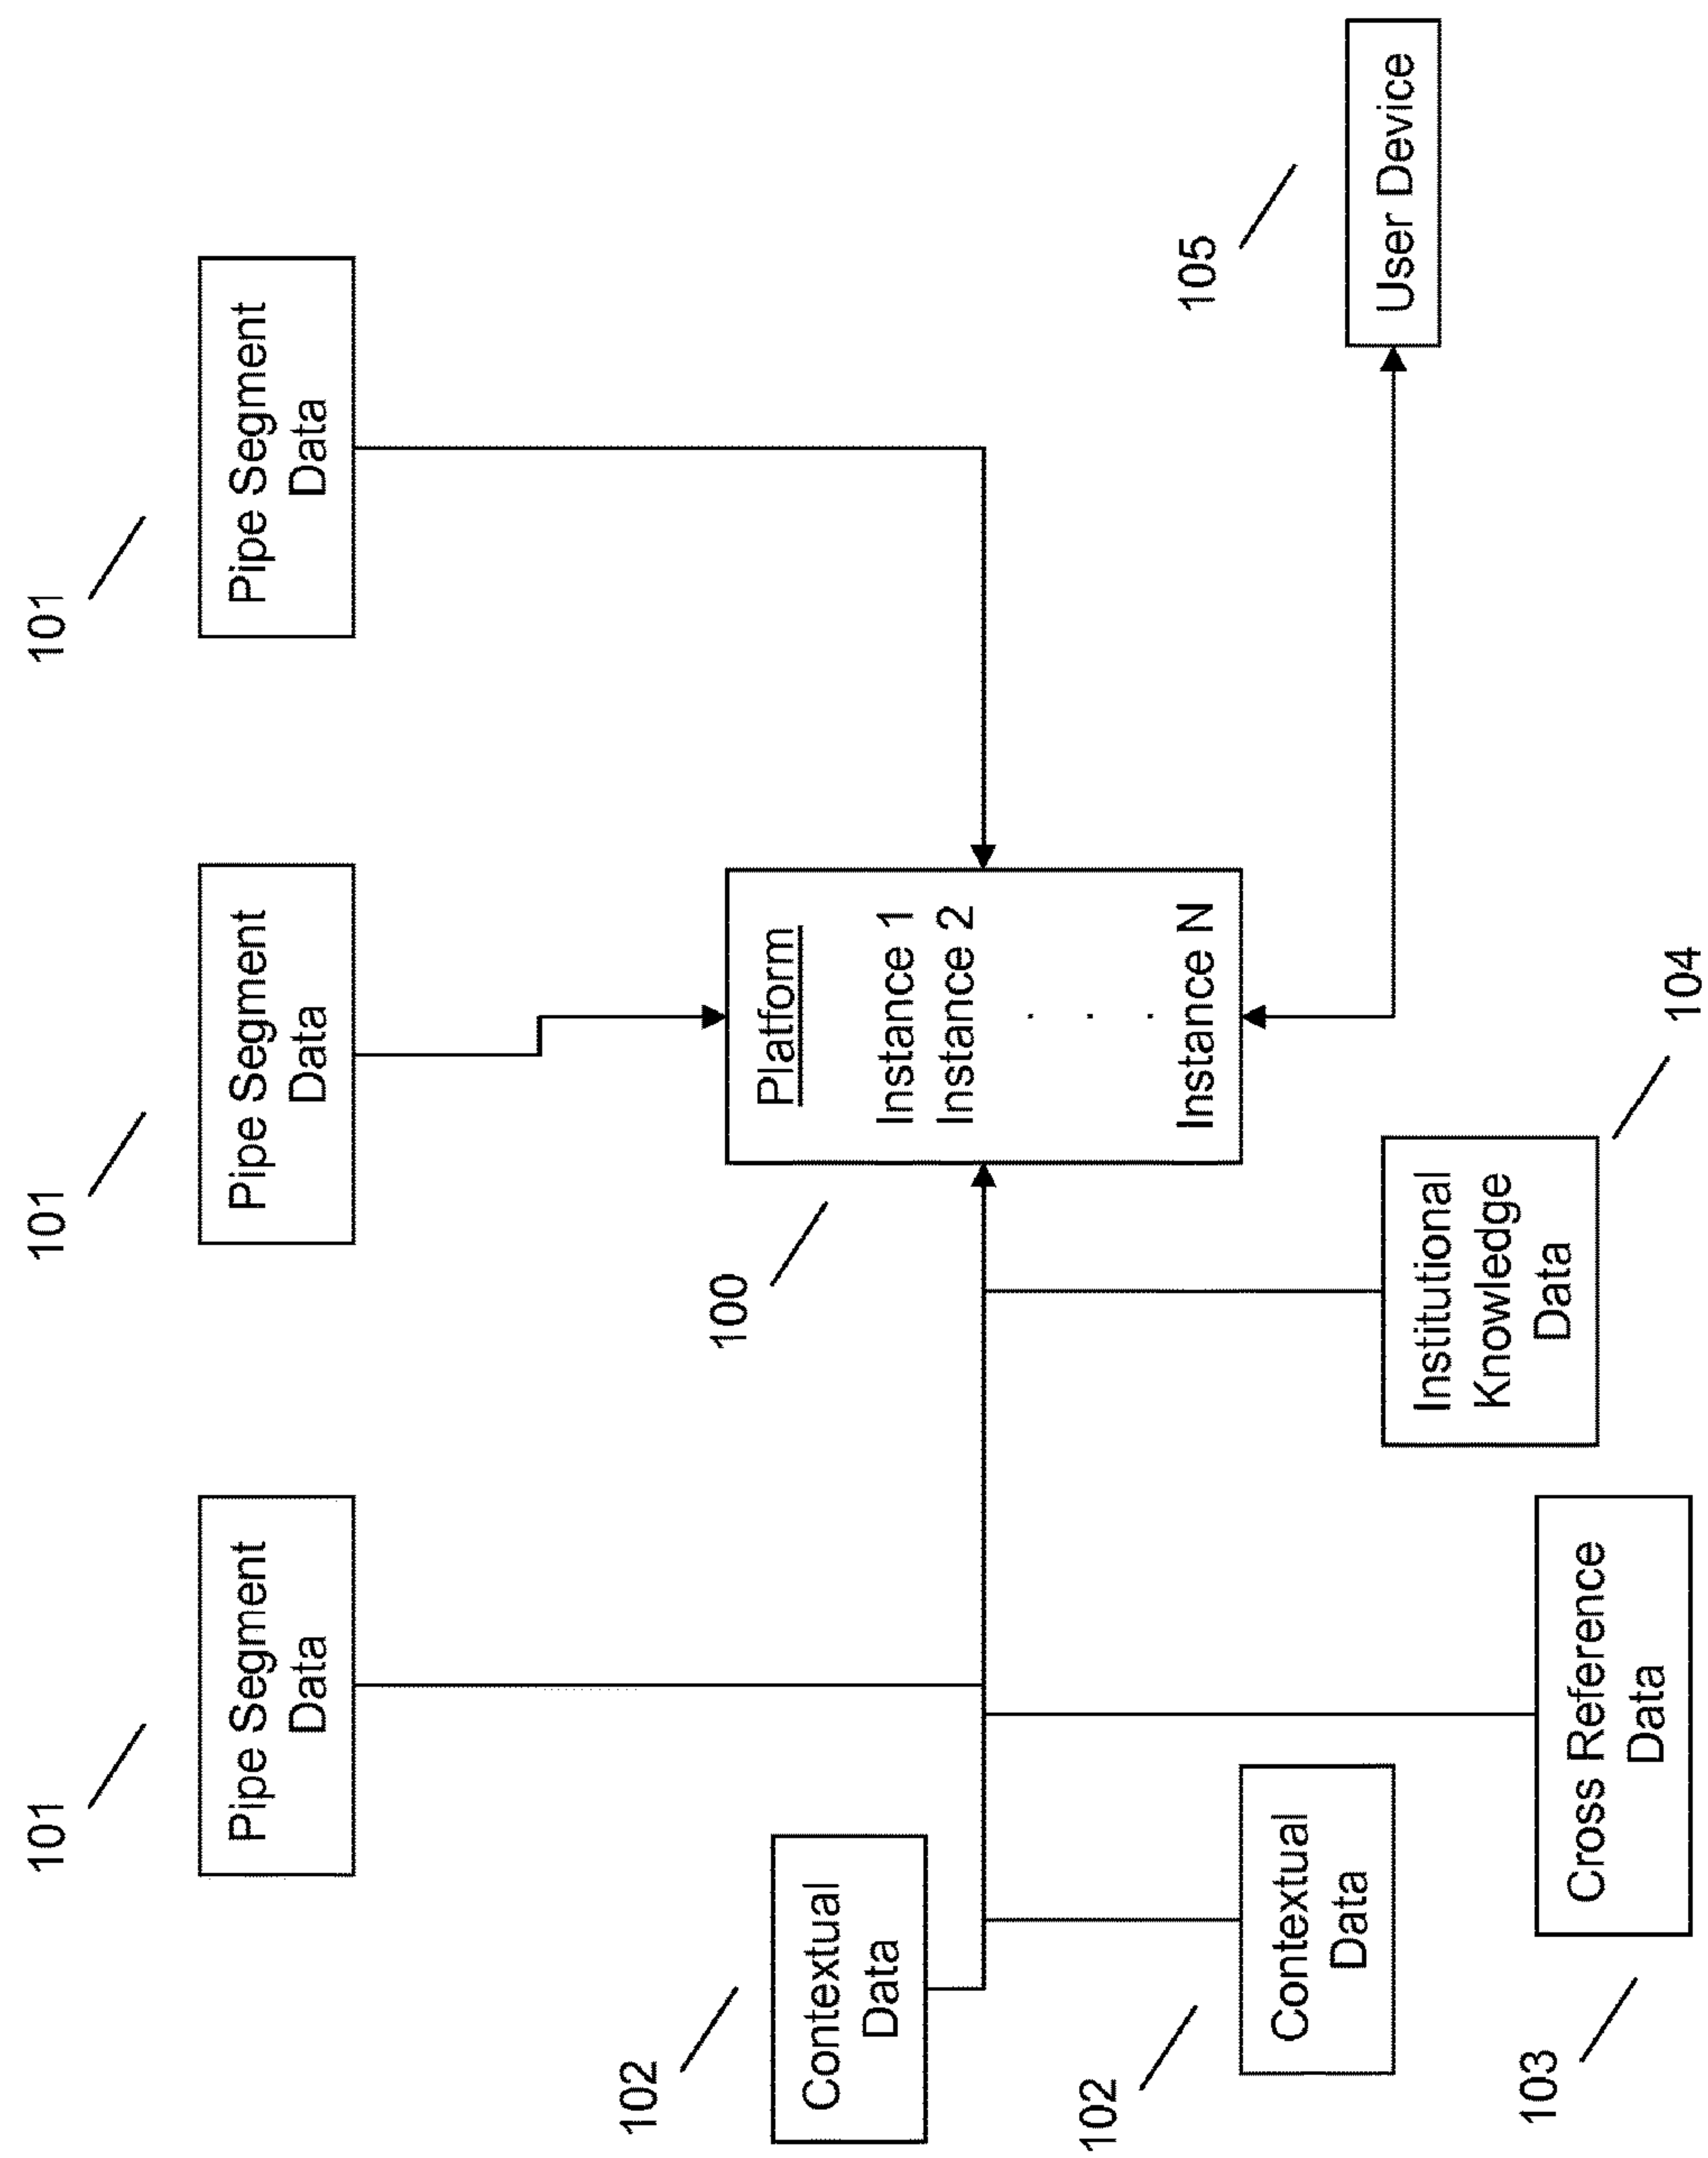 101
Pipe Segment
Data
101
Pipe Segment
Data
101
Pipe Segment
Data
102
Contextual
Data
100
Platform
Instance 1
Instance 2
.
.
.
Instance N
102
Contextual
Data
105
User Device
104
Institutional
Knowledge
Data
103
Cross Reference
Data